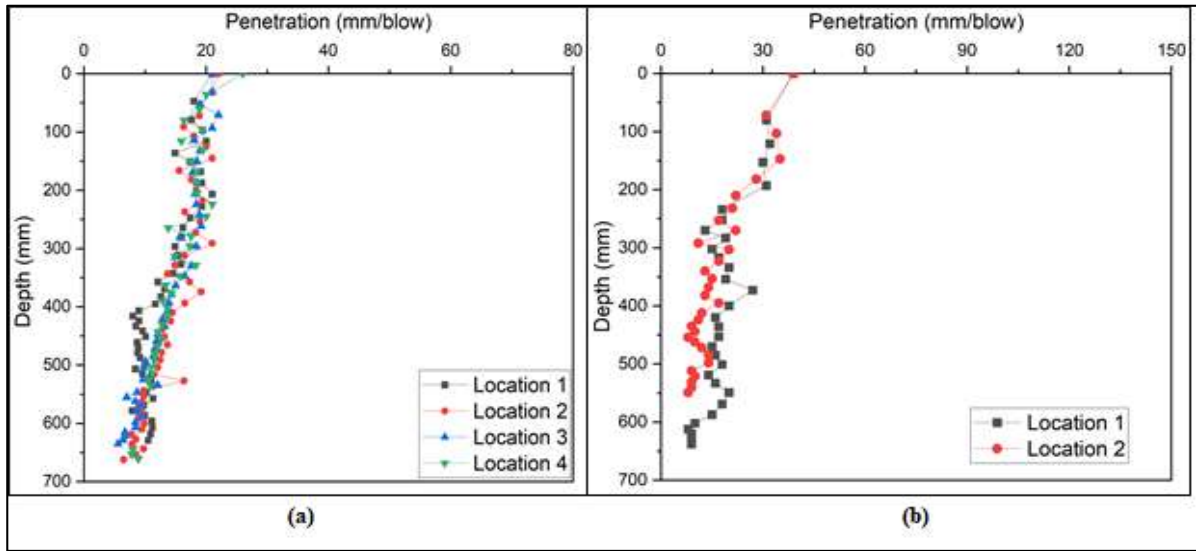 Penetration (mm/blow)
0 20 40 60 80
0
100
200
300
400
500
600
700
Depth (mm)
Location 1
Location 2
Location 3
Location 4
(a)
Penetration (mm/blow)
0 30 60 90 120 150
0
100
200
300
400
500
600
700
Depth (mm)
Location 1
Location 2
(b)